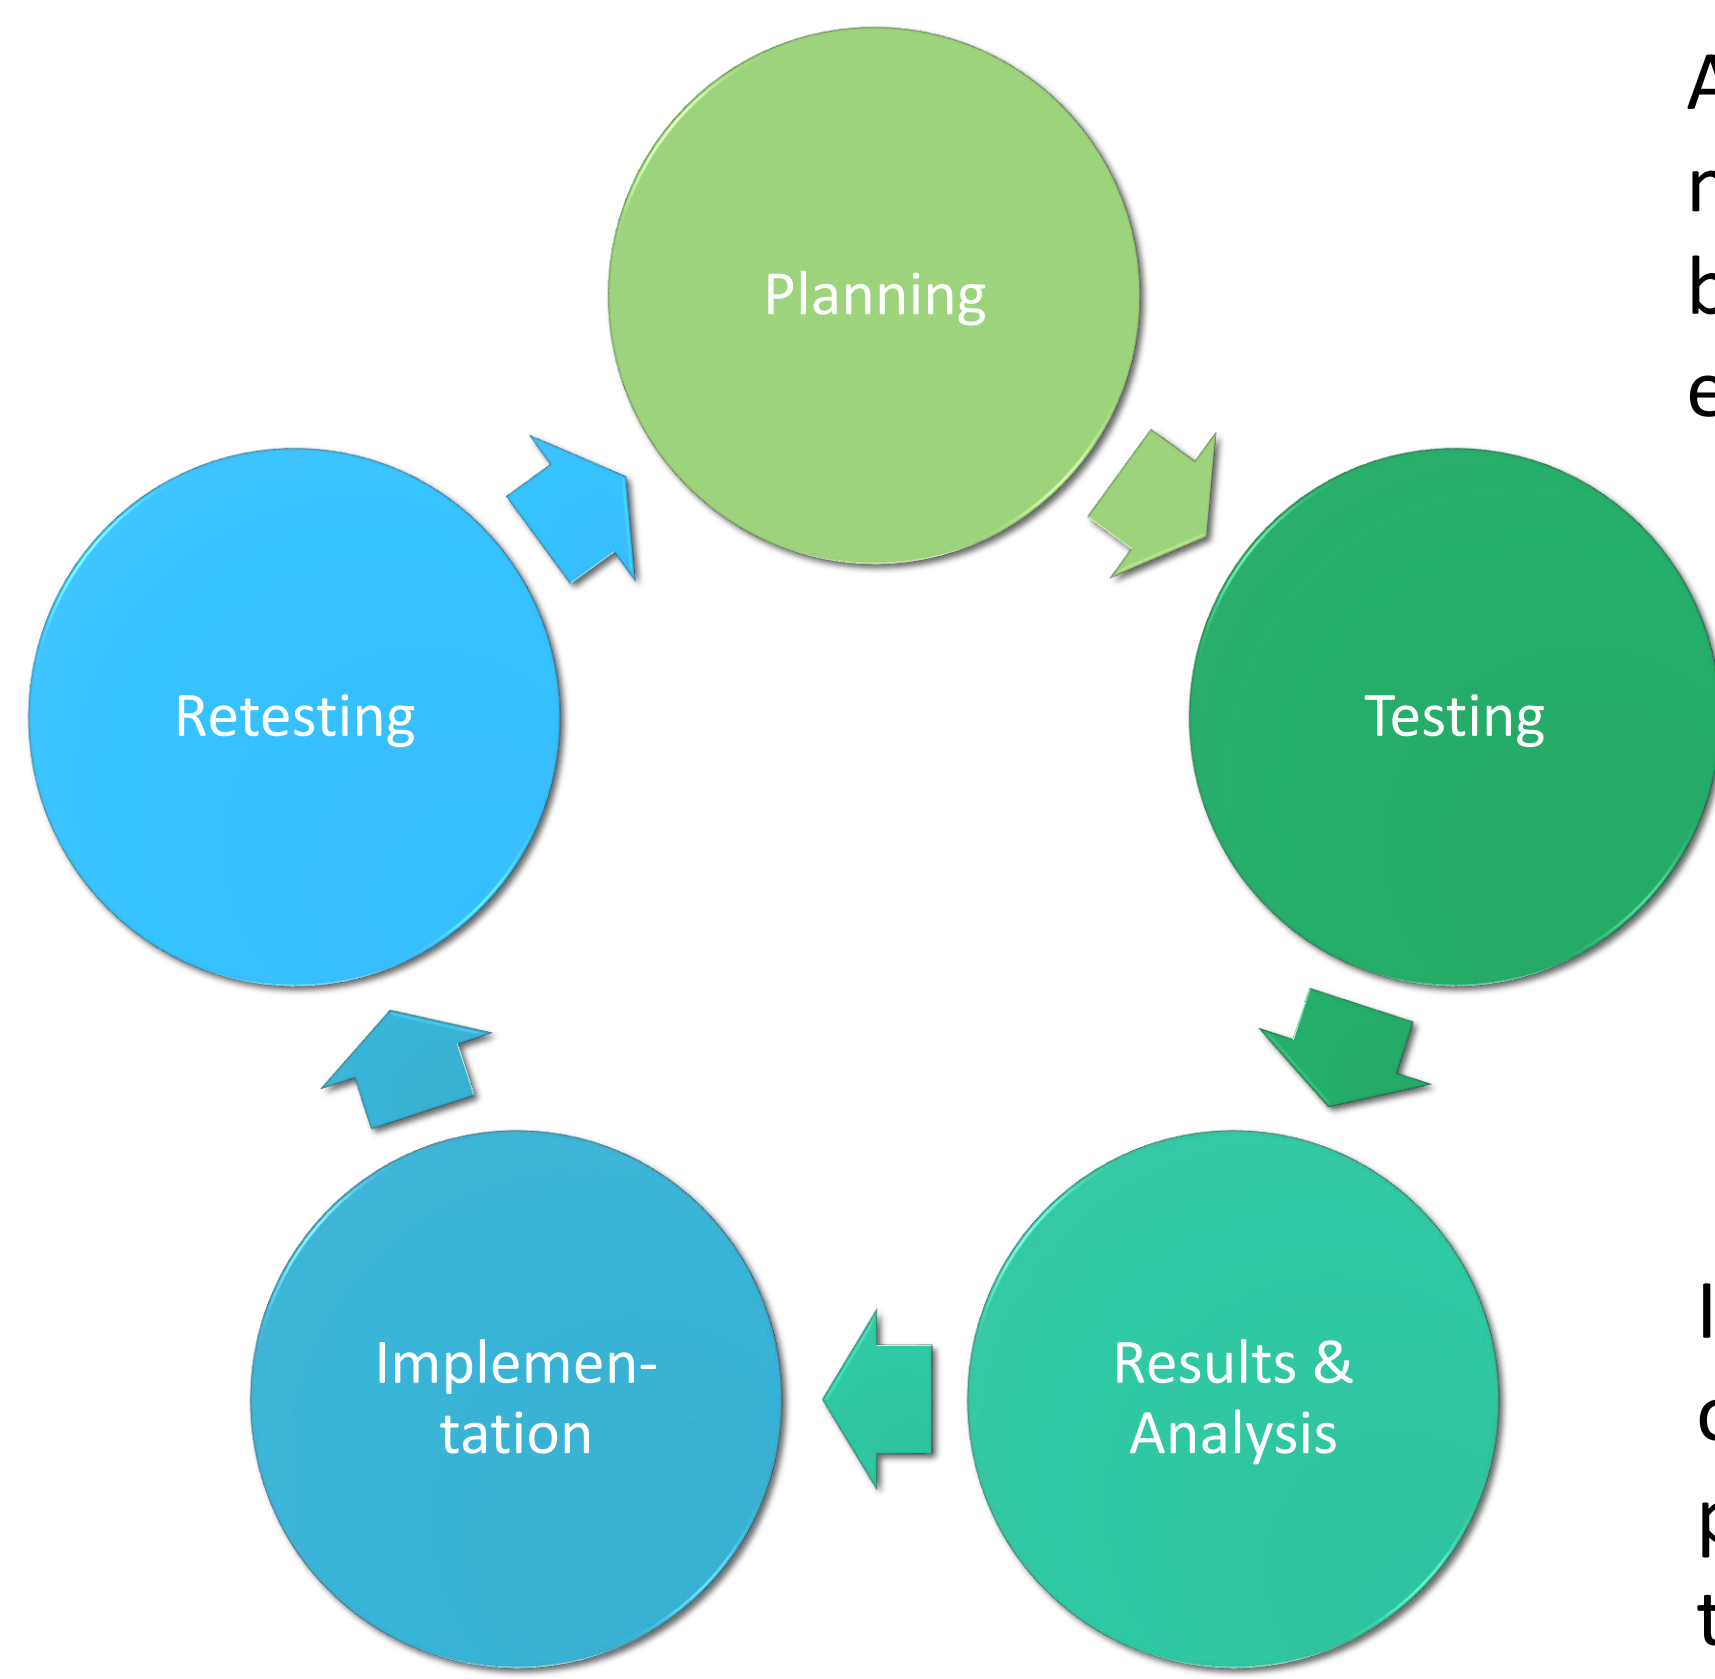 Planning
Testing
Results &
Analysis
Implemen-
tation
Retesting